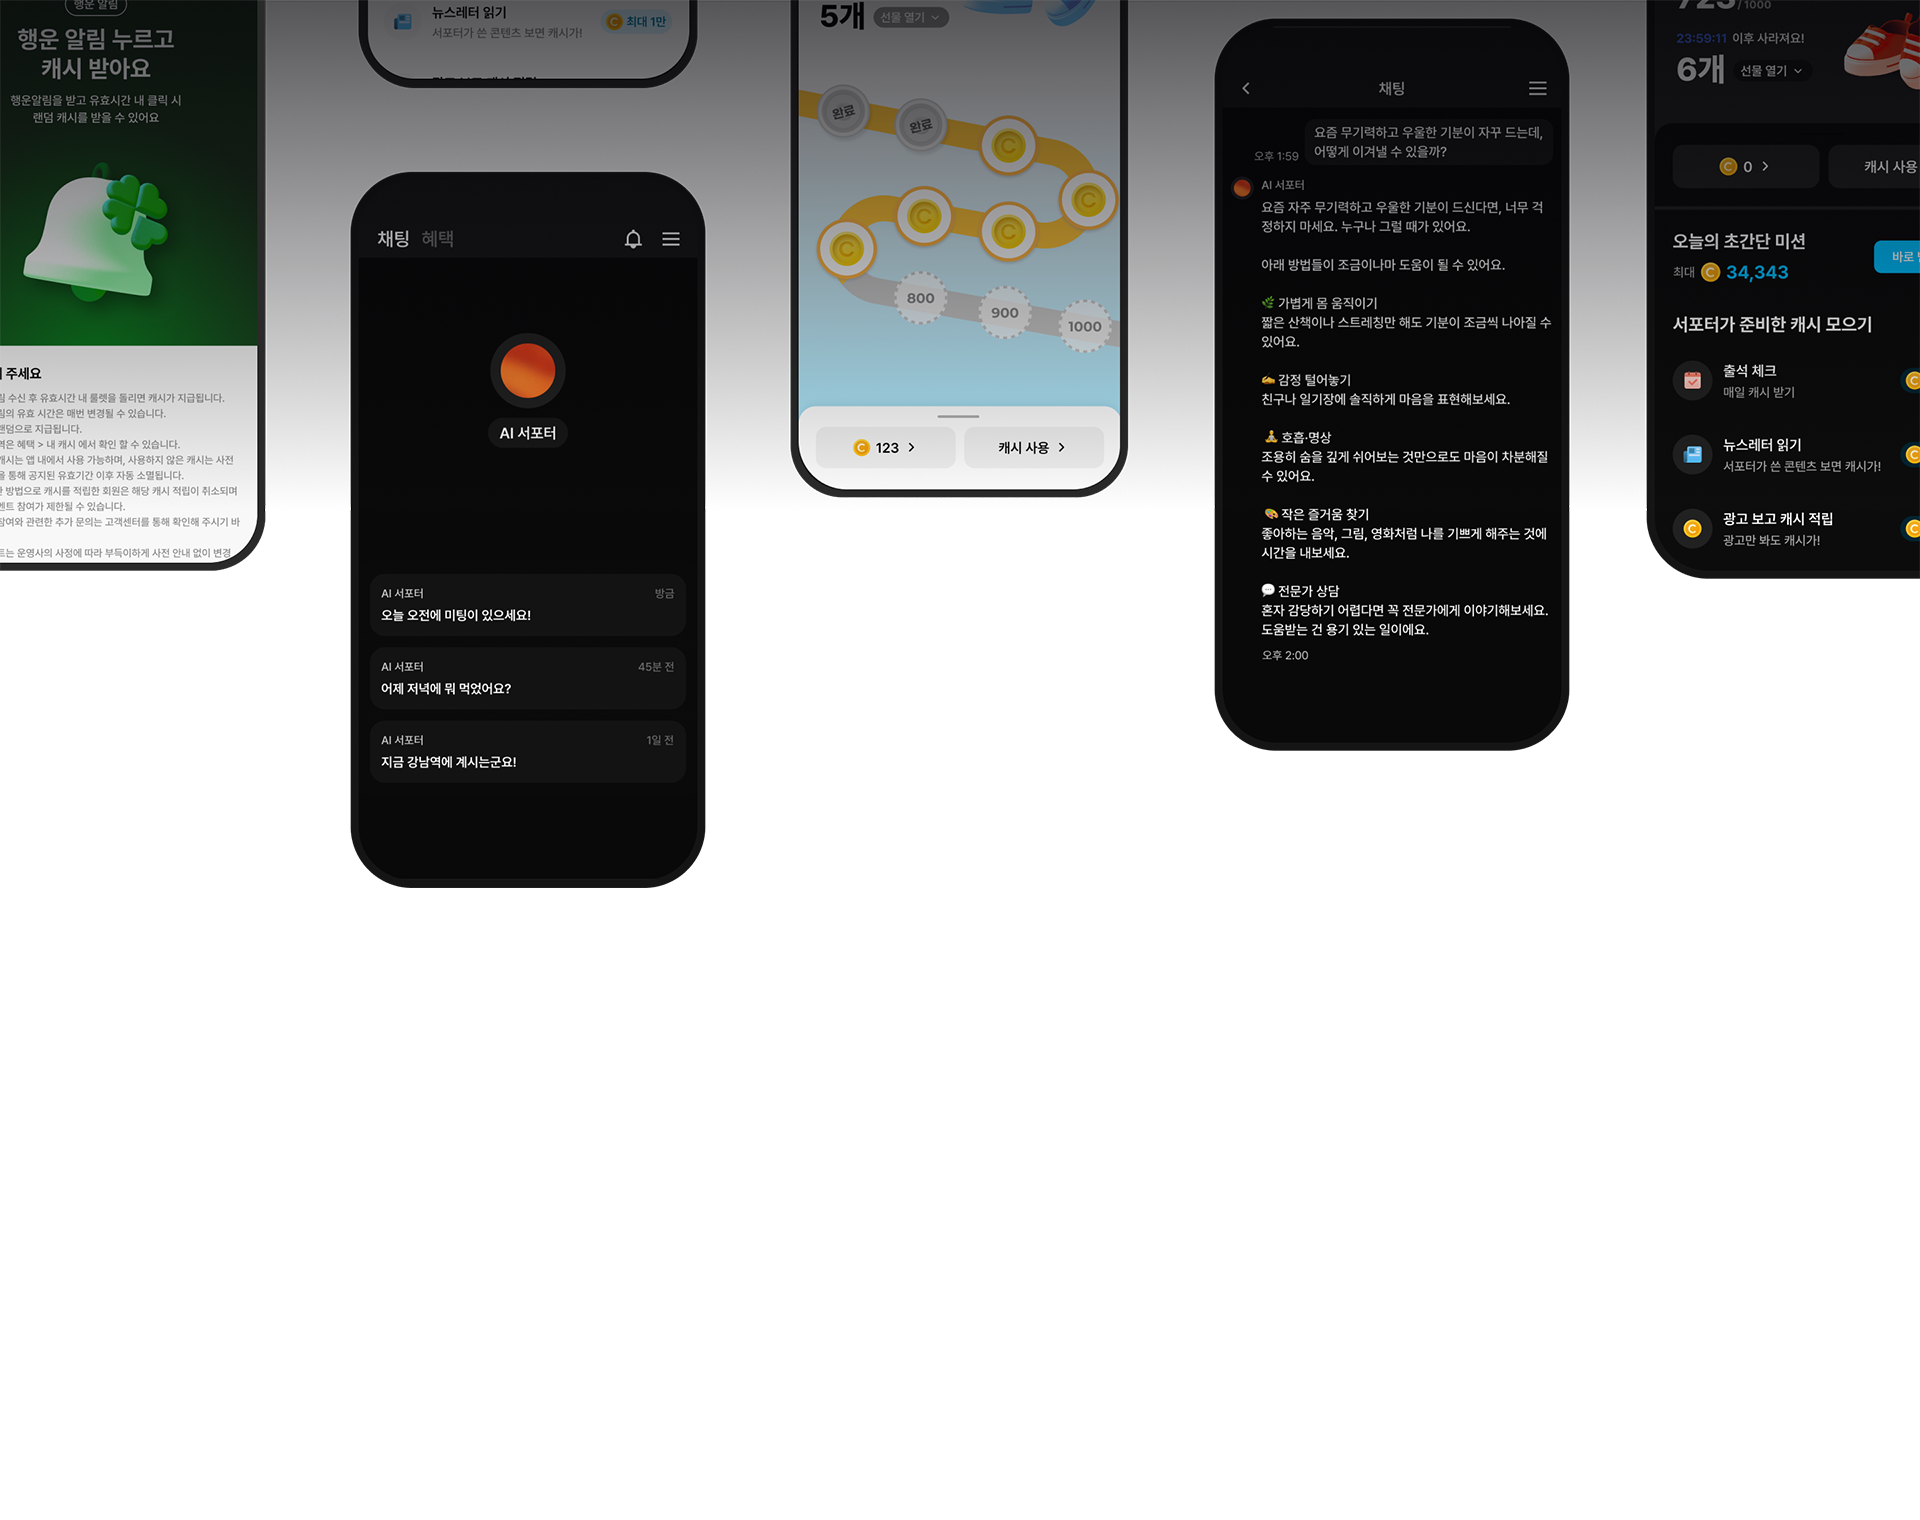 행운 알림
행운 알림 누르고
캐시 받아요
행운알림을 받고 유효시간 내 클릭 시
랜덤 캐시를 받을 수 있어요
주세요
수신 후 유효시간 내 룰렛을 돌리면 캐시가 지급됩니다.
유효 시간은 매번 변경될 수 있습니다.
지급됩니다.
혜택 > 내 캐시 에서 확인 할 수 있습니다.
캐시는 앱 내에서 사용 가능하며, 사용하지 않은 캐시는 사전
통해 공지된 유효기간 이후 자동 소멸됩니다.
방법으로 캐시를 적립한 회원은 해당 캐시 적립이 취소되며
참여가 제한될 수 있습니다.
참여와 관련한 추가 문의는 고객센터를 통해 확인해 주시기 바
운영사의 사정에 따라 부득이하게 사전 안내 없이 변경
뉴스레터 읽기
서포터가 쓴 콘텐츠 보면 캐시가!
최대 1만
채팅 혜택
AI 서포터
AI 서포터 방금
오늘 오전에 미팅이 있으세요!
AI 서포터 45분 전
어제 저녁에 뭐 먹었어요?
AI 서포터 1일 전
지금 강남역에 계시는군요!
5개 선물 열기
완료
완료
800
900
1000
123
캐시 사용
채팅
요즘 무기력하고 우울한 기분이 자꾸 드는데,
어떻게 이겨낼 수 있을까?
오후 1:59
AI 서포터
요즘 자주 무기력하고 우울한 기분이 드신다면, 너무 걱
정하지 마세요. 누구나 그럴 때가 있어요.
아래 방법들이 조금이나마 도움이 될 수 있어요.
🌿 가볍게 몸 움직이기
짧은 산책이나 스트레칭만 해도 기분이 조금씩 나아질 수
있어요.
✍️ 감정 털어놓기
친구나 일기장에 솔직하게 마음을 표현해보세요.
🧘 호흡·명상
조용히 숨을 깊게 쉬어보는 것만으로도 마음이 차분해질
수 있어요.
🎨 작은 즐거움 찾기
좋아하는 음악, 그림, 영화처럼 나를 기쁘게 해주는 것에
시간을 내보세요.
💬 전문가 상담
혼자 감당하기 어렵다면 꼭 전문가에게 이야기해보세요.
도움받는 건 용기 있는 일이에요.
오후 2:00
723/1000
23:59:11 이후 사라져요!
6개 선물 열기
0
캐시 사용
오늘의 초간단 미션
최대 34,343
바로
서포터가 준비한 캐시 모으기
출석 체크
매일 캐시 받기
뉴스레터 읽기
서포터가 쓴 콘텐츠 보면 캐시가!
광고 보고 캐시 적립
광고만 봐도 캐시가!